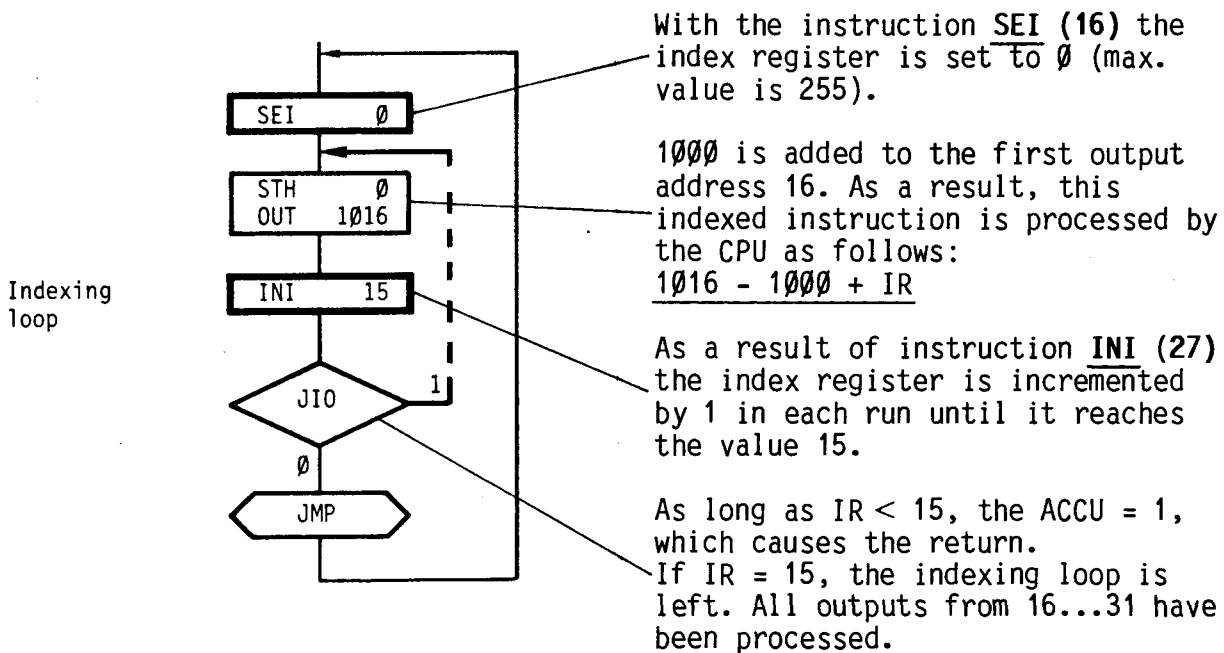 With the instruction SEI (16) the
index register is set to Ø (max.
value is 255).
1ØØØ is added to the first output
address 16. As a result, this
indexed instruction is processed by
the CPU as follows:
1Ø16 - 1ØØØ + IR
As a result of instruction INI (27)
the index register is incremented
by 1 in each run until it reaches
the value 15.
As long as IR < 15, the ACCU = 1,
which causes the return.
If IR = 15, the indexing loop is
left. All outputs from 16...31 have
been processed.
Indexing
loop
SEI Ø
STH Ø
OUT 1Ø16
INI 15
JIO
1
Ø
JMP